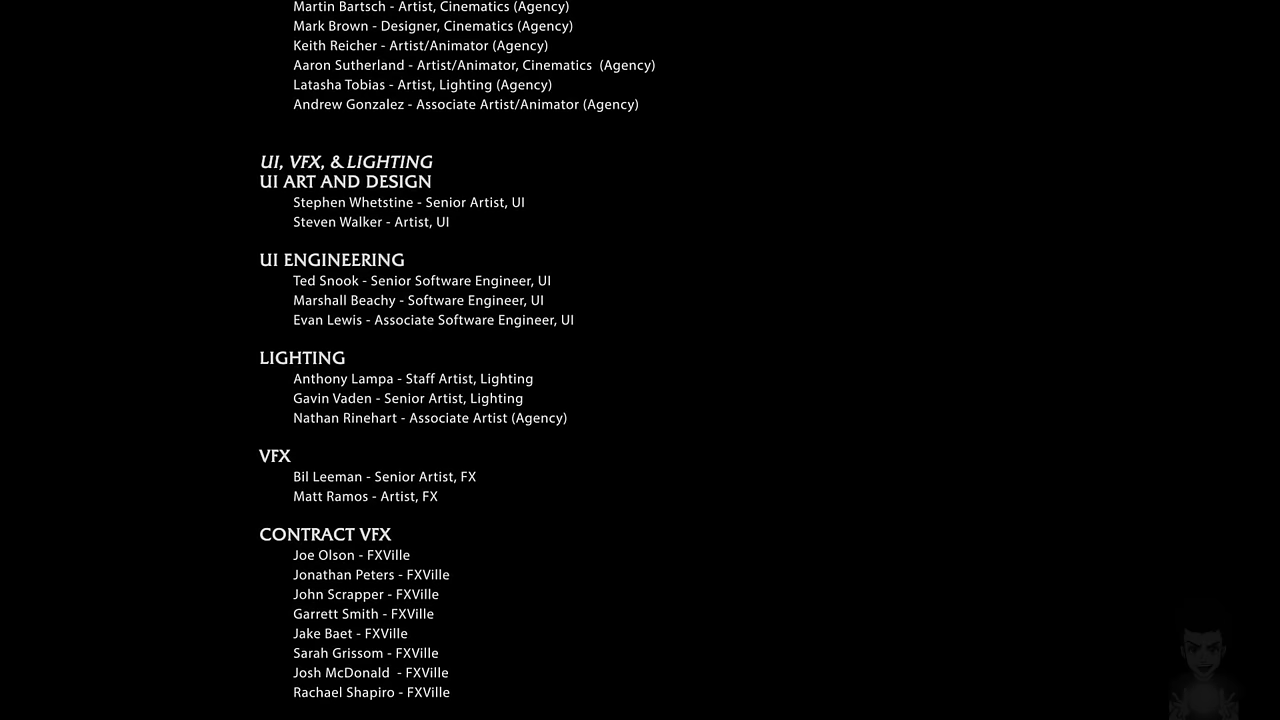 Martin Bartsch - Artist, Cinematics (Agency)
Mark Brown - Designer, Cinematics (Agency)
Keith Reicher - Artist/Animator (Agency)
Aaron Sutherland - Artist/Animator, Cinematics  (Agency)
Latasha Tobias - Artist, Lighting (Agency)
Andrew Gonzalez - Associate Artist/Animator (Agency)
UI, VFX, & LIGHTING
UI ART AND DESIGN
Stephen Whetstine - Senior Artist, UI
Steven Walker - Artist, UI
UI ENGINEERING
Ted Snook - Senior Software Engineer, UI
Marshall Beachy - Software Engineer, UI
Evan Lewis - Associate Software Engineer, UI
LIGHTING
Anthony Lampa - Staff Artist, Lighting
Gavin Vaden - Senior Artist, Lighting
Nathan Rinehart - Associate Artist (Agency)
VFX
Bil Leeman - Senior Artist, FX
Matt Ramos - Artist, FX
CONTRACT VFX
Joe Olson - FXVille
Jonathan Peters - FXVille
John Scrapper - FXVille
Garrett Smith - FXVille
Jake Baet - FXVille
Sarah Grissom - FXVille
Josh McDonald  - FXVille
Rachael Shapiro - FXVille